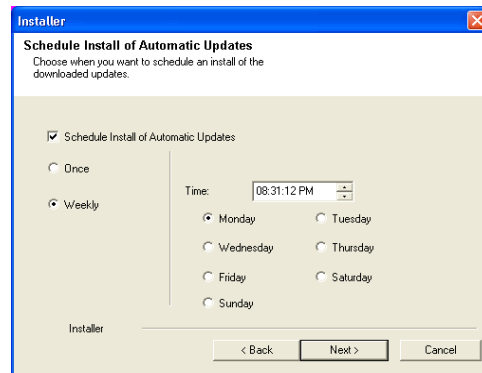 Installer
Schedule Install of Automatic Updates
Choose when you want to schedule an install of the
downloaded updates.
Schedule Install of Automatic Updates
Once
Weekly
Time: 08:31:12 PM
Monday Tuesday
Wednesday Thursday
Friday Saturday
Sunday
Installer
< Back Next > Cancel